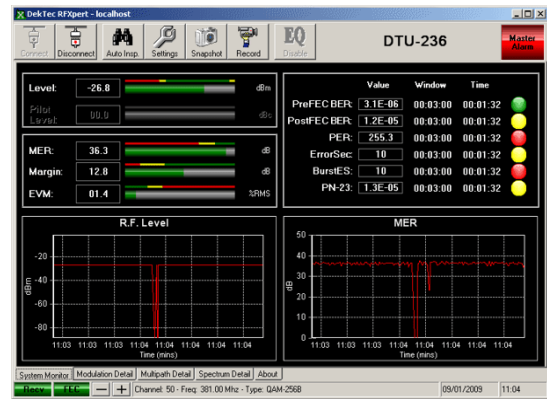 DekTec RFXpert - localhost
Connect Disconnect Auto Insp. Settings Snapshot Record EQ Disable DTU-236 Master Alarm
Level: -26.8 dBm
Pilot Level: 00.0 dBc
MER: 36.3 dB
Margin: 12.8 dB
EVM: 01.4 %RMS
Value Window Time
PreFEC BER: 3.1E-06 00:03:00 00:01:32
PostFEC BER: 1.2E-05 00:03:00 00:01:32
PER: 255.3 00:03:00 00:01:32
ErrorSec: 10 00:03:00 00:01:32
BurstES: 10 00:03:00 00:01:32
PN-23: 1.3E-05 00:03:00 00:01:32
R.F. Level
-20
-40
-60
-80
dBm
11:03 11:03 11:03 11:04 11:04 11:04 11:04
Time (mins)
MER
50
40
30
20
10
0
dB
11:03 11:03 11:03 11:04 11:04 11:04 11:04
Time (mins)
System Monitor Modulation Detail Multipath Detail Spectrum Detail About
FEC - + Channel: 50 - Freq: 381.00 Mhz - Type: QAM-256B 09/01/2009 11:04